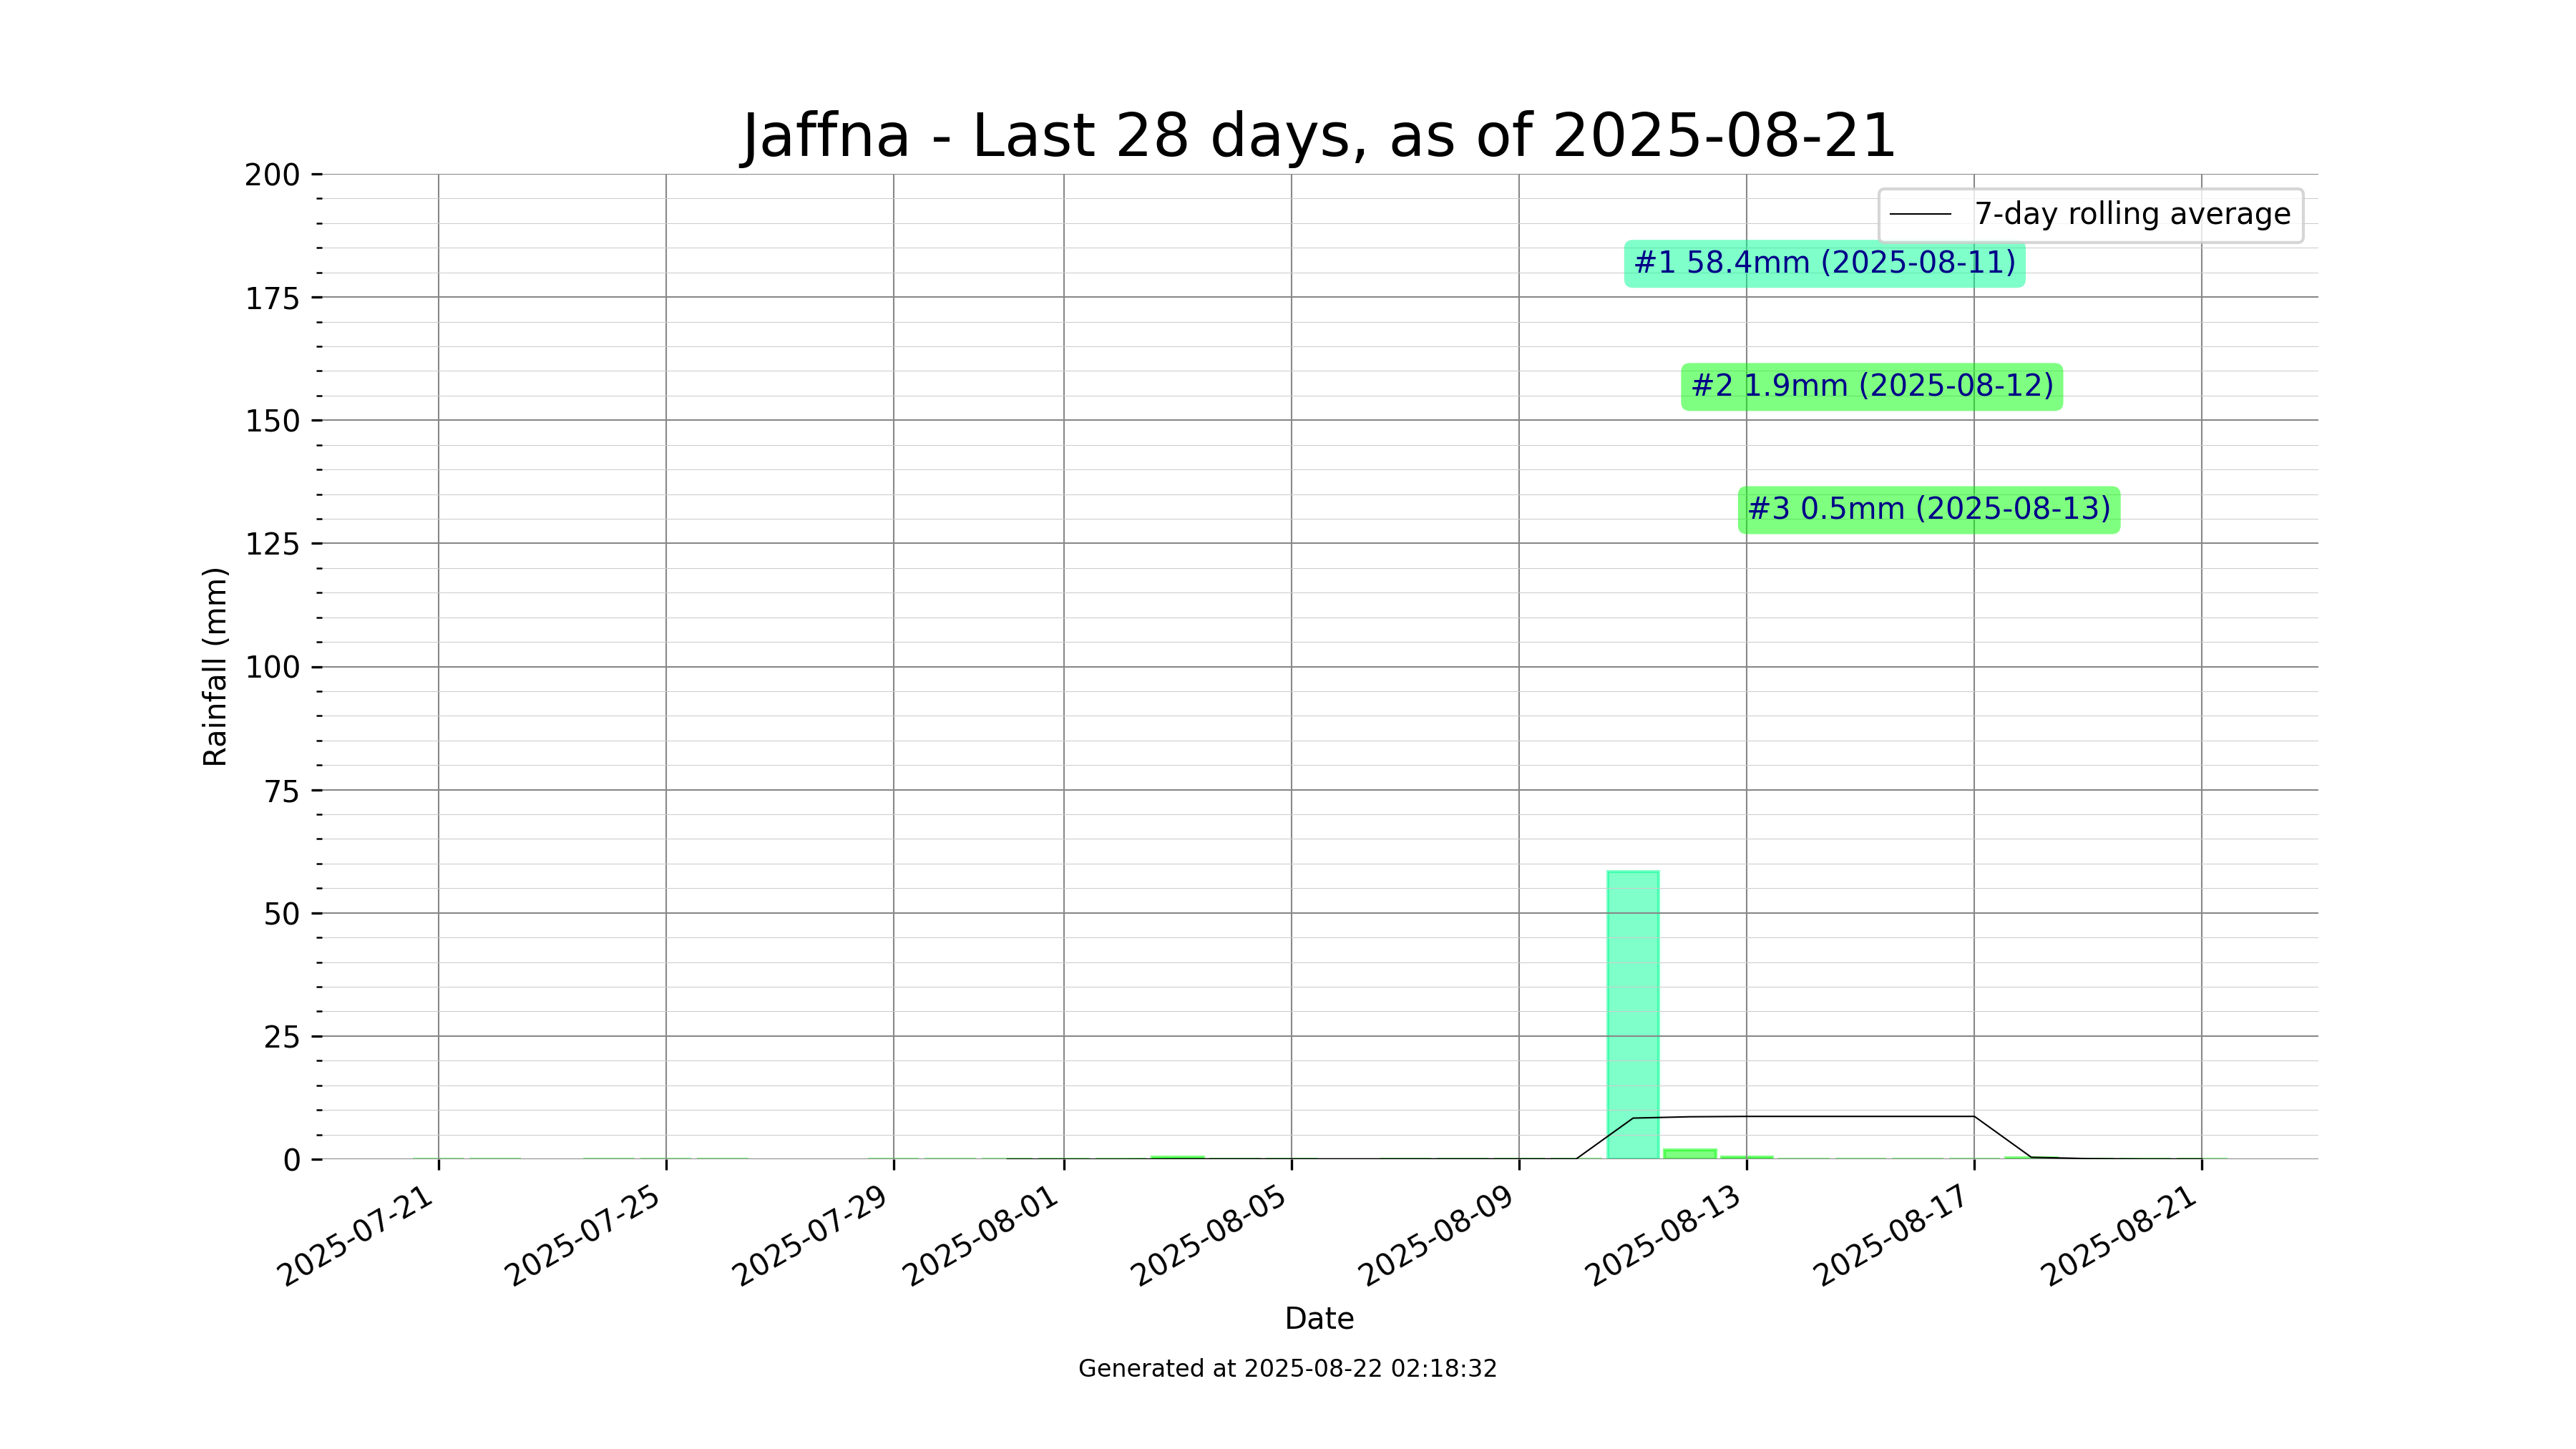 Jaffna - Last 28 days, as of 2025-08-21
200
175
150
125
100
75
50
25
0
Rainfall (mm)
7-day rolling average
#1 58.4mm (2025-08-11)
#2 1.9mm (2025-08-12)
#3 0.5mm (2025-08-13)
2025-07-21
2025-07-25
2025-07-29
2025-08-01
2025-08-05
2025-08-09
2025-08-13
2025-08-17
2025-08-21
Date
Generated at 2025-08-22 02:18:32